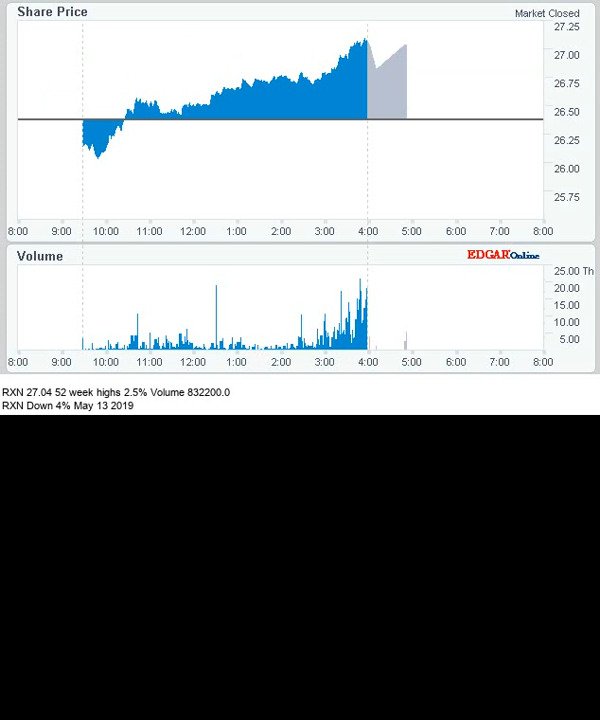 Share Price
Market Closed
27.25
27.00
26.75
26.50
26.25
26.00
25.75
8:00 9:00 10:00 11:00 12:00 1:00 2:00 3:00 4:00 5:00 6:00 7:00 8:00
Volume
EDGAR Online
25.00 Th
20.00
15.00
10.00
5.00
8:00 9:00 10:00 11:00 12:00 1:00 2:00 3:00 4:00 5:00 6:00 7:00 8:00
RXN 27.04 52 week highs 2.5% Volume 832200.0
RXN Down 4% May 13 2019